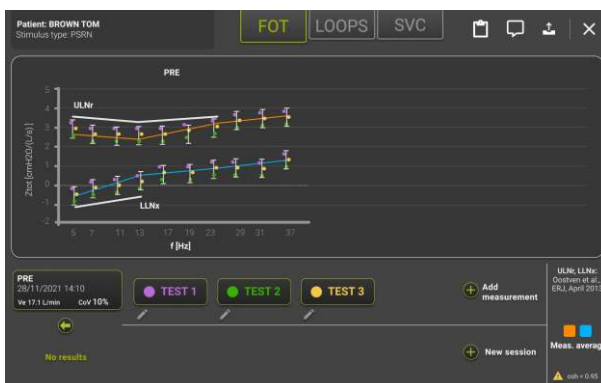 Patient: BROWN TOM
Stimulus type: PSRN
FOT
LOOPS
SVC
PRE
Ztot [cmH2O/(L/s)]
5
4
3
2
1
0
-1
-2
ULNr
LLNx
5 7 11 13 17 19 23 29 31 37
f [Hz]
PRE
28/11/2021 14:10
Ve 17.1 L/min CoV 10%
TEST 1
TEST 2
TEST 3
Add
measurement
ULNr, LLNx:
Oostven et al.,
ERJ, April 2013
No results
New session
Meas. averag
coh < 0.95